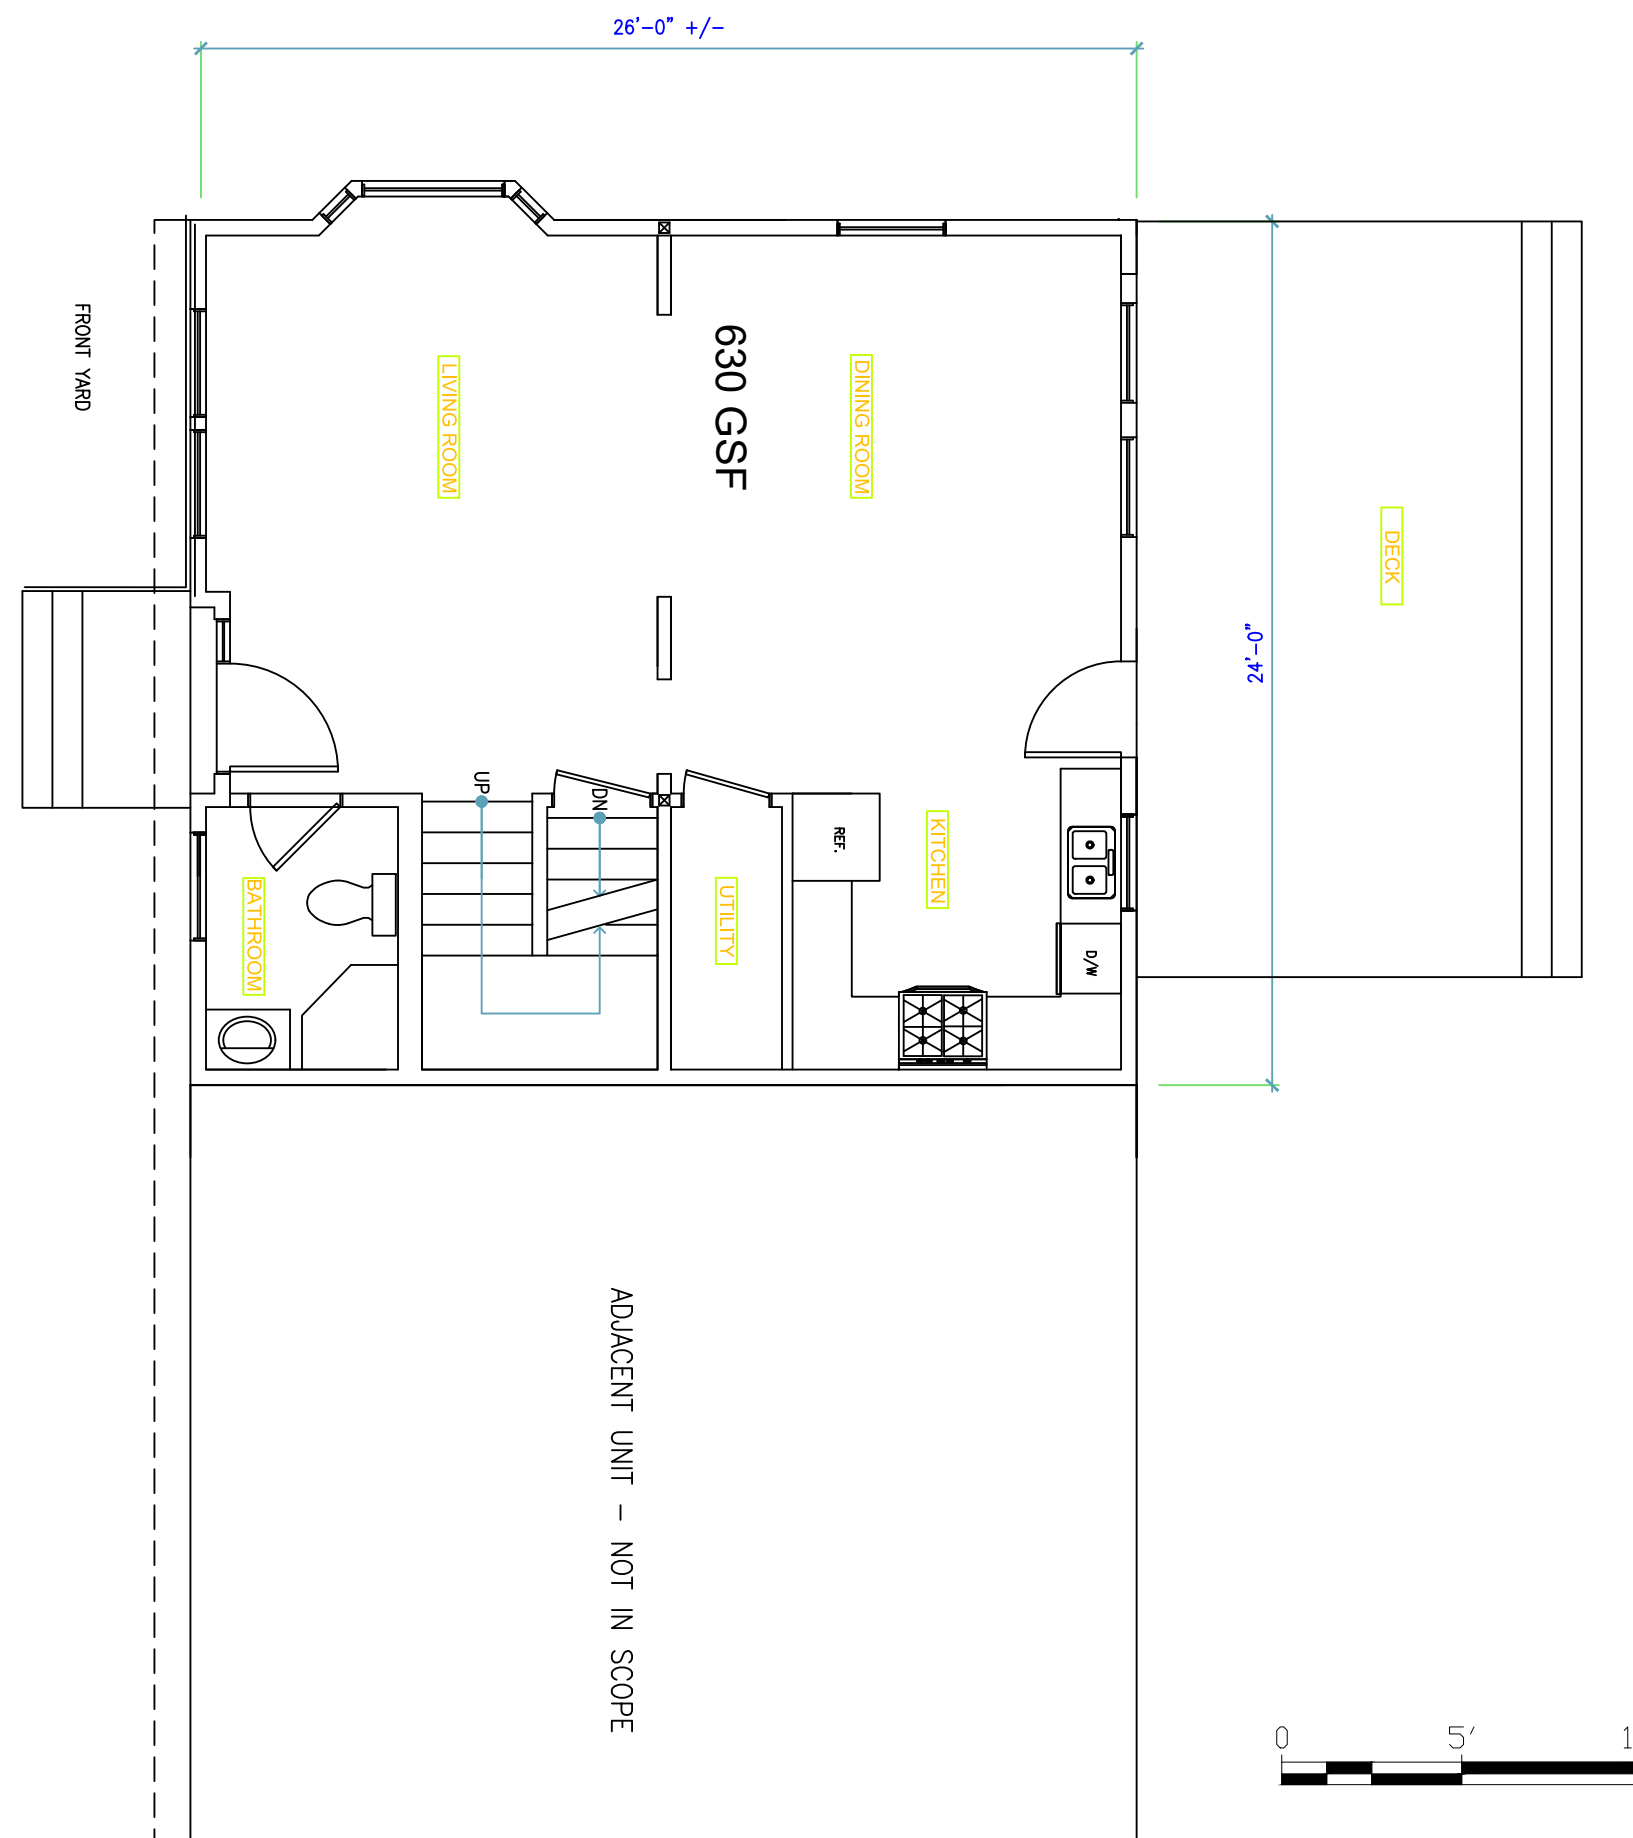 26'-0" +/-
FRONT YARD
LIVING ROOM
630 GSF
DINING ROOM
DECK
24'-0"
UP
DN
REF.
KITCHEN
UTILITY
BATHROOM
D/W
ADJACENT UNIT - NOT IN SCOPE
0 5'